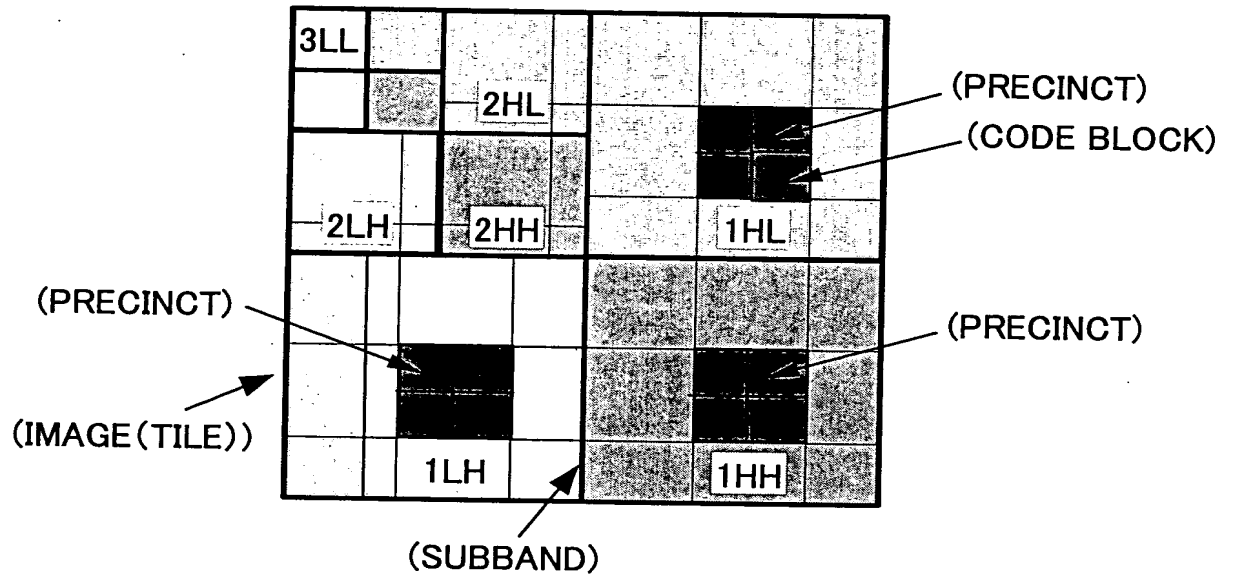 3LL
2HL
(PRECINCT)
(CODE BLOCK)
2LH
2HH
1HL
(PRECINCT)
(PRECINCT)
(IMAGE(TILE))
1LH
1HH
(SUBBAND)